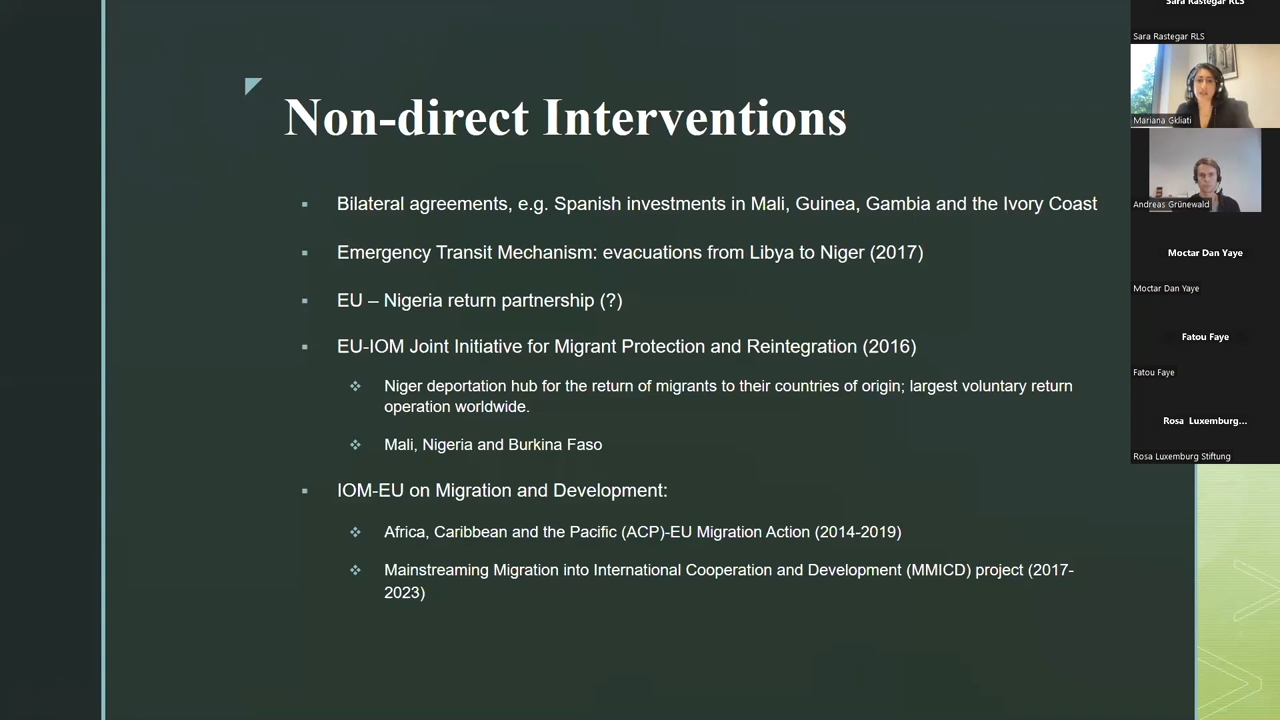 Non-direct Interventions
Bilateral agreements, e.g. Spanish investments in Mali, Guinea, Gambia and the Ivory Coast
Emergency Transit Mechanism: evacuations from Libya to Niger (2017)
EU – Nigeria return partnership (?)
EU-IOM Joint Initiative for Migrant Protection and Reintegration (2016)
Niger deportation hub for the return of migrants to their countries of origin; largest voluntary return
operation worldwide.
Mali, Nigeria and Burkina Faso
IOM-EU on Migration and Development:
Africa, Caribbean and the Pacific (ACP)-EU Migration Action (2014-2019)
Mainstreaming Migration into International Cooperation and Development (MMICD) project (2017-
2023)
Sara Rastegar RLS
Sara Rastegar RLS
Mariana Gkliati
Andreas Grünewald
Moctar Dan Yaye
Moctar Dan Yaye
Fatou Faye
Fatou Faye
Rosa Luxemburg...
Rosa Luxemburg Stiftung